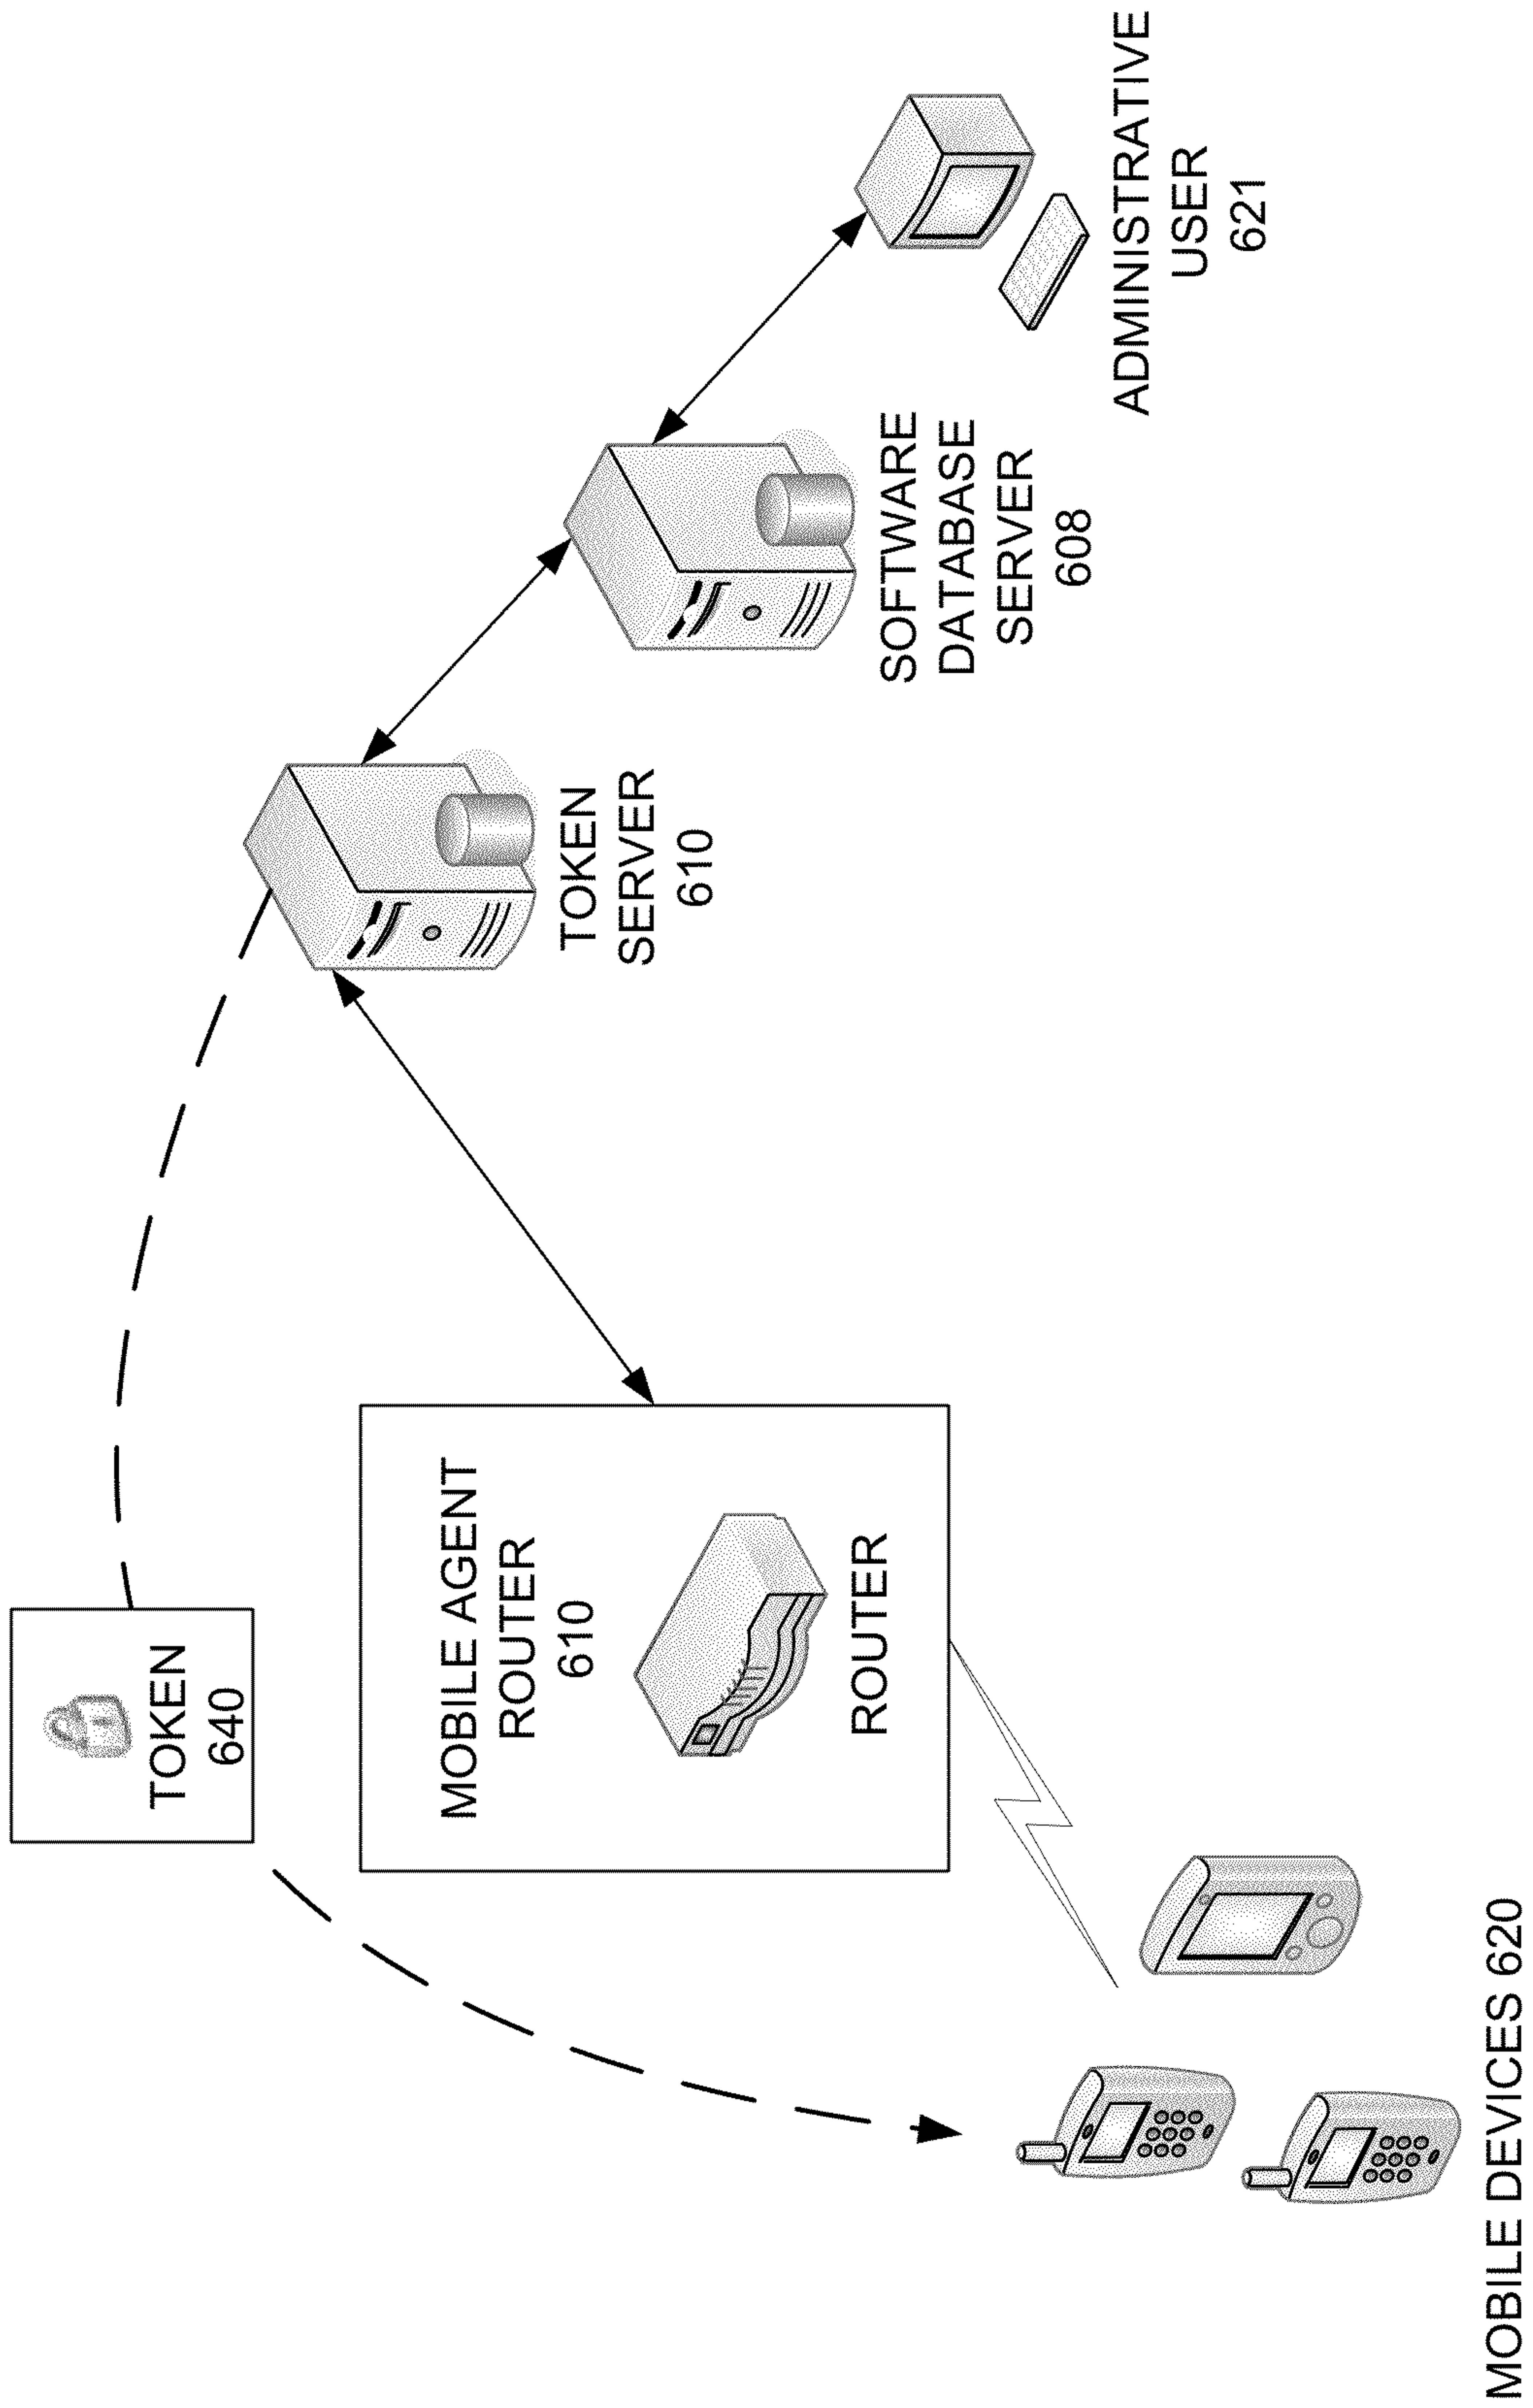 TOKEN
640
MOBILE AGENT
ROUTER
610
ROUTER
MOBILE DEVICES 620
TOKEN
SERVER
610
SOFTWARE
DATABASE
SERVER
608
ADMINISTRATIVE
USER
621